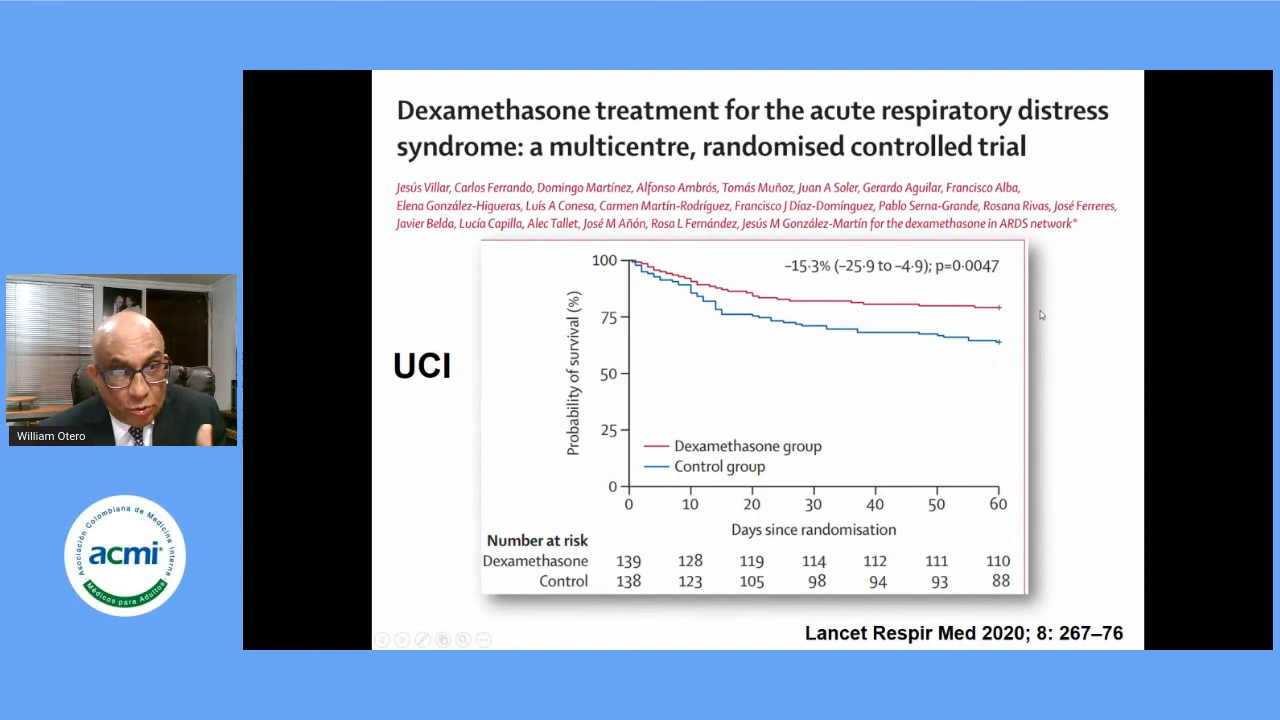 Dexamethasone treatment for the acute respiratory distress
syndrome: a multicentre, randomised controlled trial
Jesús Villar, Carlos Ferrando, Domingo Martínez, Alfonso Ambrós, Tomás Muñoz, Juan A Soler, Gerardo Aguilar, Francisco Alba,
Elena González-Higueras, Luís A Conesa, Carmen Martín-Rodríguez, Francisco J Díaz-Domínguez, Pablo Serna-Grande, Rosana Rivas, José Ferreres,
Javier Belda, Lucía Capilla, Alec Tallet, José M Añón, Rosa L Fernández, Jesús M González-Martín for the dexamethasone in ARDS network*
UCI
−15·3% (−25·9 to −4·9); p=0·0047
Probability of survival (%)
100
75
50
25
0
Dexamethasone group
Control group
0 10 20 30 40 50 60
Days since randomisation
Number at risk
Dexamethasone 139 128 119 114 112 111 110
Control 138 123 105 98 94 93 88
Lancet Respir Med 2020; 8: 267–76
William Otero
Asociación Colombiana de Medicina Interna
acmi
Médicos para Adultos